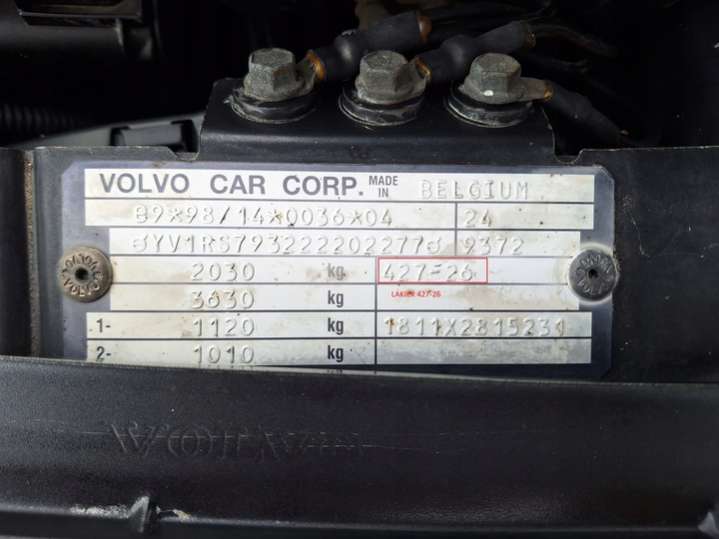 VOLVO CAR CORP. MADE IN BELGIUM
B9*98/14*0036*04 24
YV1RS793222202277 9372
2030 kg 427-26
3630 kg LAKIER 427-26
1- 1120 kg 1811X2815231
2- 1010 kg
VOLVO